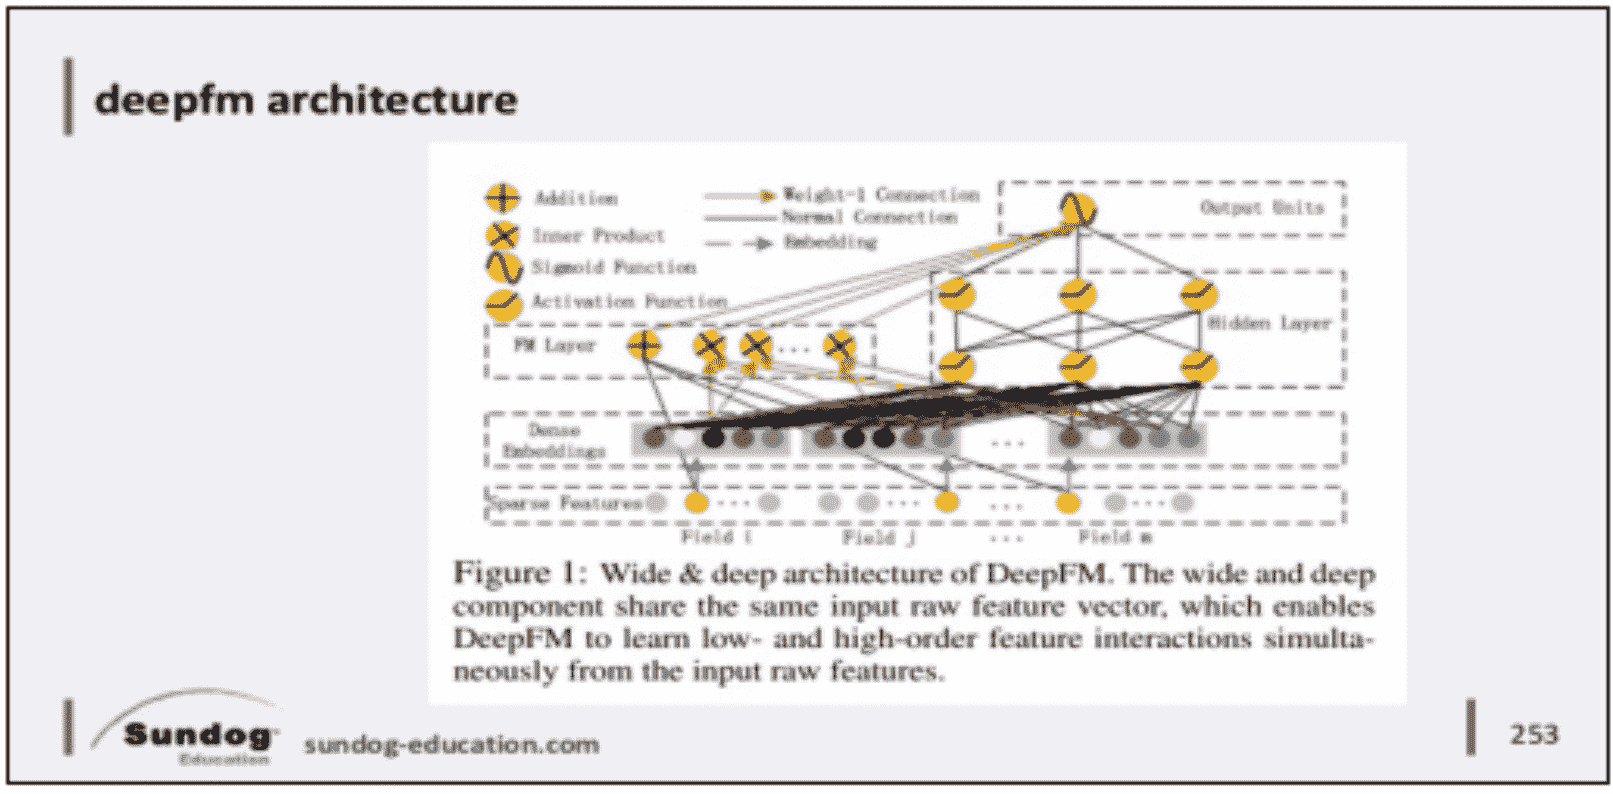 deepfm architecture
Addition
Inner Product
Sigmoid Function
Activation Function
Weight-1 Connection
Normal Connection
Embedding
Output Units
Hidden Layer
FM Layer
...
Dense
Embeddings
...
Sparse Features
... ... ... ...
Field i Field j ... Field m
Figure 1: Wide & deep architecture of DeepFM. The wide and deep
component share the same input raw feature vector, which enables
DeepFM to learn low- and high-order feature interactions simulta-
neously from the input raw features.
Sundog
Education
sundog-education.com
253